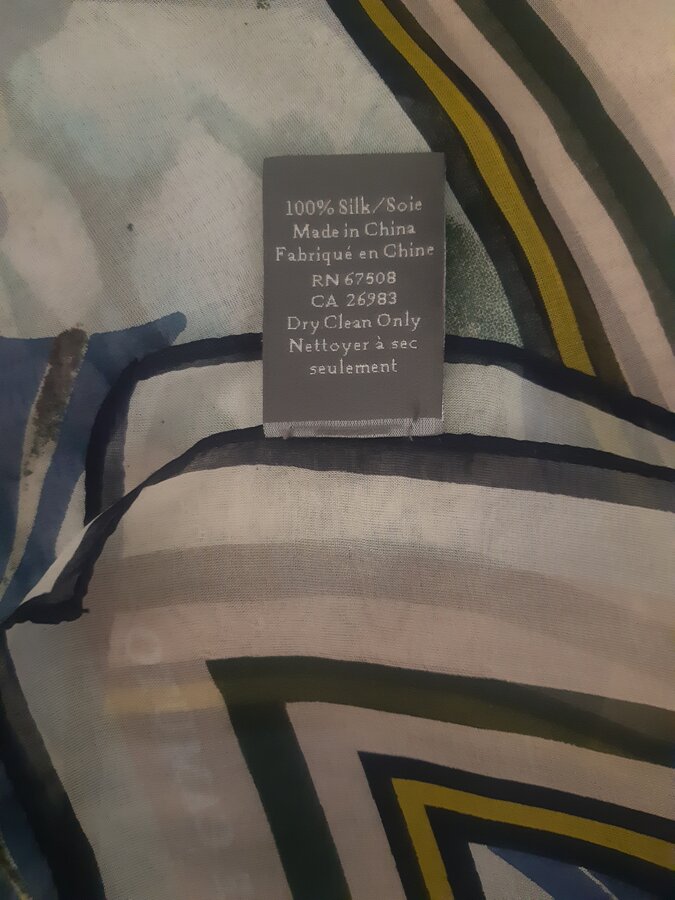 100% Silk/Soie
Made in China
Fabriqué en Chine
RN 67508
CA 26983
Dry Clean Only
Nettoyer à sec
seulement